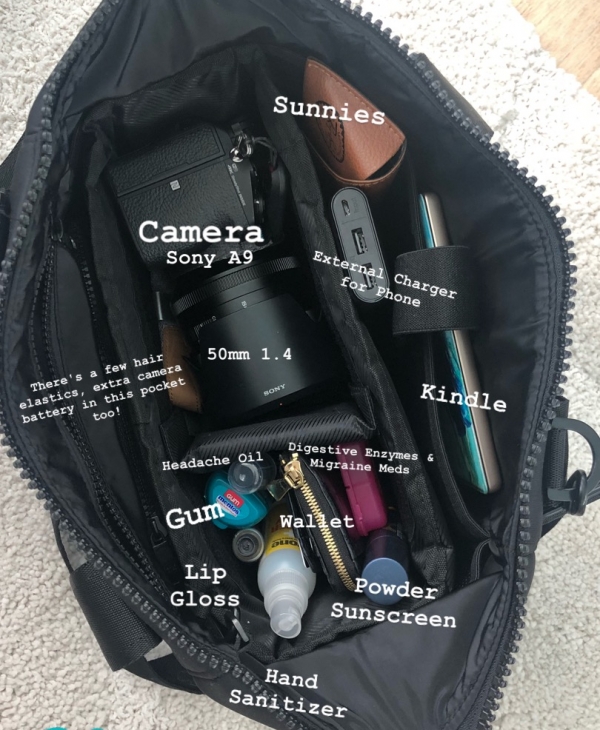 Sunnies
Camera
Sony A9
External Charger
for Phone
50mm 1.4
SONY
There's a few hair
elastics, extra camera
battery in this pocket
too!
Kindle
Headache Oil
Digestive Enzymes &
Migraine Meds
Gum
gum
Wallet
one
Lip
Gloss
Powder
Sunscreen
Hand
Sanitizer